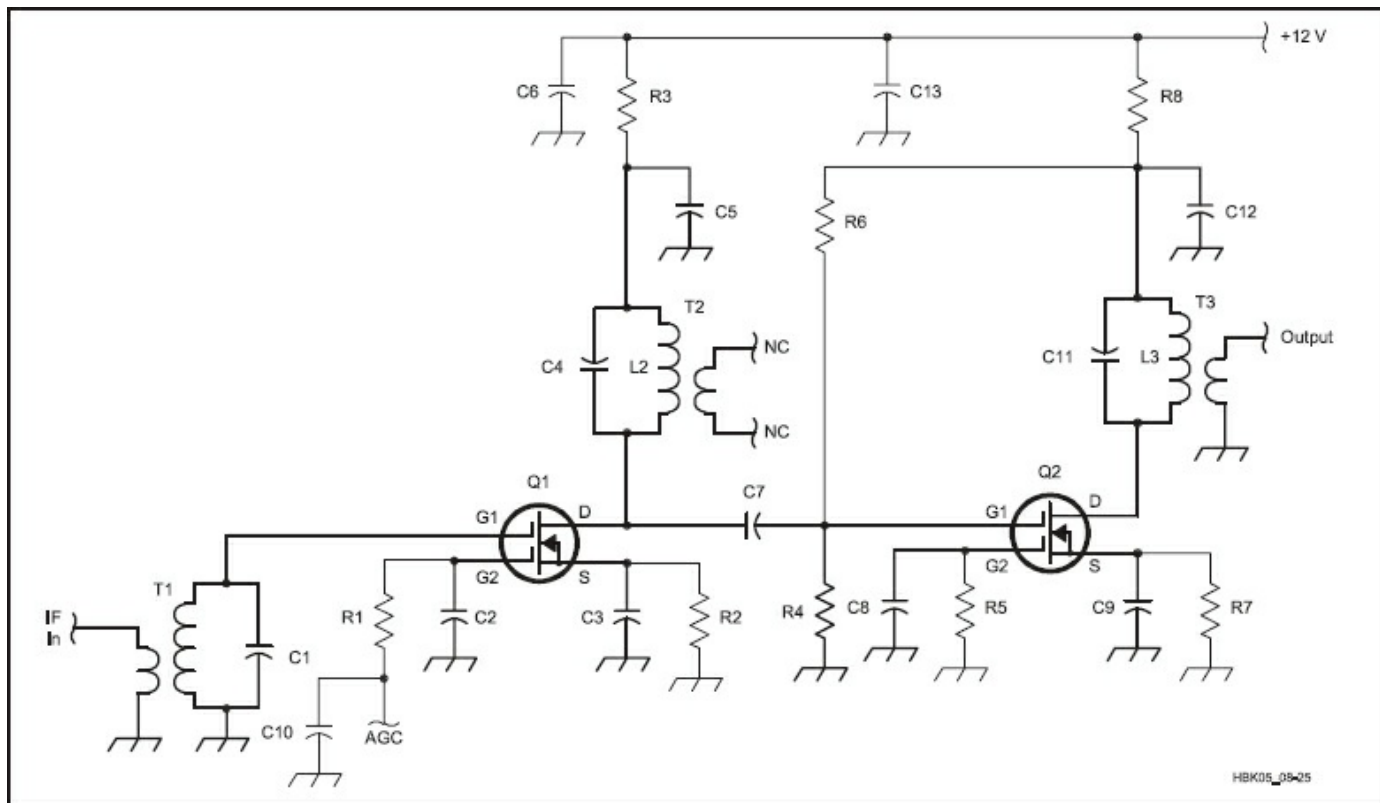 +12 V
C6
R3
C13
R8
C5
R6
C12
T2
NC
C4
L2
NC
T3
Output
C11
L3
Q1
G1
D
G2
S
C7
Q2
G1
D
G2
S
IF
In
T1
C1
R1
C2
C3
R2
R4
C8
R5
C9
R7
C10
AGC
HBK05_08-25